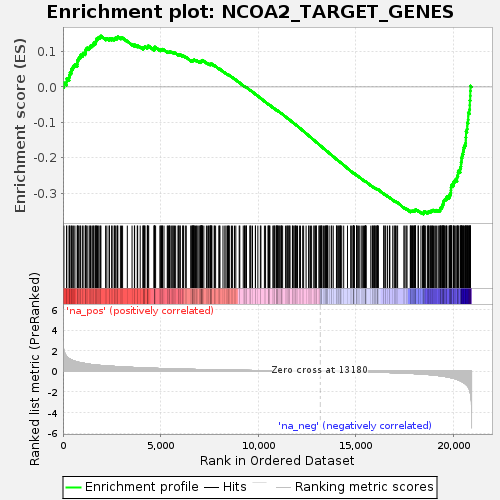 Enrichment plot: NCOA2_TARGET_GENES
Enrichment score (ES)
0.1
0.0
-0.1
-0.2
-0.3
'na_pos' (positively correlated)
Ranked list metric (PreRanked)
6
4
2
0
-2
-4
-6
Zero cross at 13180
'na_neg' (negatively correlated)
0
5,000
10,000
15,000
20,000
Rank in Ordered Dataset
Enrichment profile
Hits
Ranking metric scores